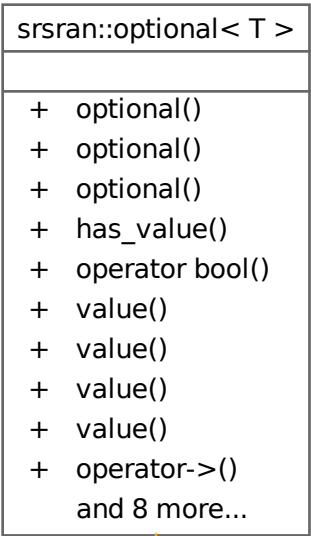 srsran::optional< T >
+ optional()
+ optional()
+ optional()
+ has_value()
+ operator bool()
+ value()
+ value()
+ value()
+ value()
+ operator->()
and 8 more...